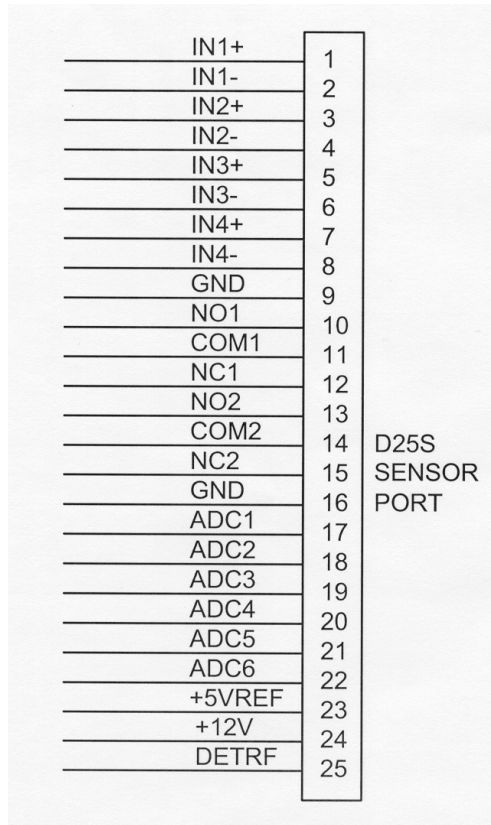 IN1+ 1
IN1- 2
IN2+ 3
IN2- 4
IN3+ 5
IN3- 6
IN4+ 7
IN4- 8
GND 9
NO1 10
COM1 11
NC1 12
NO2 13
COM2 14
NC2 15
GND 16
ADC1 17
ADC2 18
ADC3 19
ADC4 20
ADC5 21
ADC6 22
+5VREF 23
+12V 24
DETRF 25
D25S
SENSOR
PORT